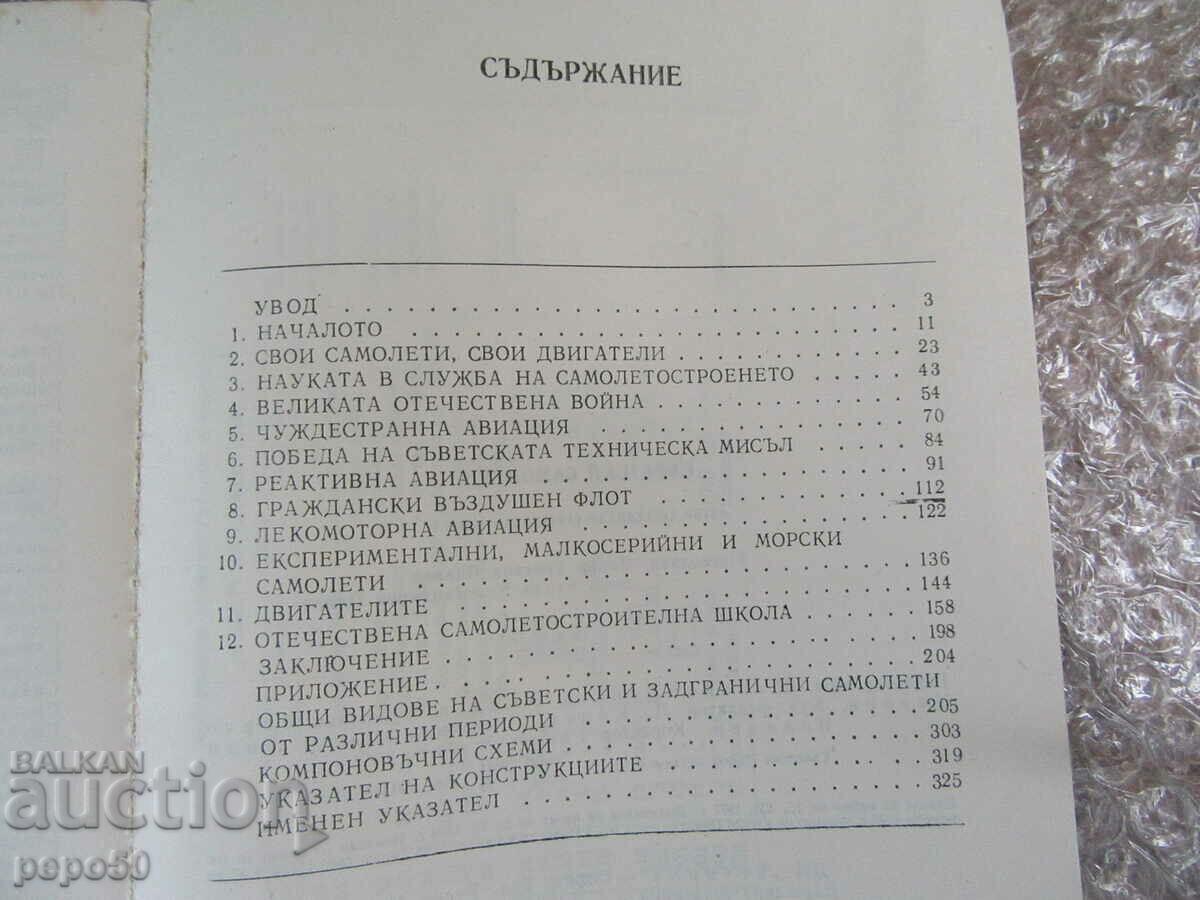 СЪДЪРЖАНИЕ
УВОД . . . . . . . . . . . . . . . . . . . . . . . . 3
1. НАЧАЛОТО . . . . . . . . . . . . . . . . . . . . . 11
2. СВОИ САМОЛЕТИ, СВОИ ДВИГАТЕЛИ . . . . . . . . . . 23
3. НАУКАТА В СЛУЖБА НА САМОЛЕТОСТРОЕНЕТО . . . . . 43
4. ВЕЛИКАТА ОТЕЧЕСТВЕНА ВОЙНА . . . . . . . . . . . 54
5. ЧУЖДЕСТРАННА АВИАЦИЯ . . . . . . . . . . . . . 70
6. ПОБЕДА НА СЪВЕТСКАТА ТЕХНИЧЕСКА МИСЪЛ . . . . . 84
7. РЕАКТИВНА АВИАЦИЯ . . . . . . . . . . . . . . . 91
8. ГРАЖДАНСКИ ВЪЗДУШЕН ФЛОТ . . . . . . . . . . . 112
9. ЛЕКОМОТОРНА АВИАЦИЯ . . . . . . . . . . . . . . 122
10. ЕКСПЕРИМЕНТАЛНИ, МАЛКОСЕРИЙНИ И МОРСКИ
САМОЛЕТИ . . . . . . . . . . . . . . . . . . . . 136
11. ДВИГАТЕЛИТЕ . . . . . . . . . . . . . . . . . . 144
12. ОТЕЧЕСТВЕНА САМОЛЕТОСТРОИТЕЛНА ШКОЛА . . . . . 158
ЗАКЛЮЧЕНИЕ . . . . . . . . . . . . . . . . . . . 198
ПРИЛОЖЕНИЕ . . . . . . . . . . . . . . . . . . . 204
ОБЩИ ВИДОВЕ НА СЪВЕТСКИ И ЗАДГРАНИЧНИ САМОЛЕТИ
ОТ РАЗЛИЧНИ ПЕРИОДИ . . . . . . . . . . . . . . 205
КОМПОНОВЪЧНИ СХЕМИ . . . . . . . . . . . . . . . 303
УКАЗАТЕЛ НА КОНСТРУКЦИИТЕ . . . . . . . . . . . 319
ИМЕНЕН УКАЗАТЕЛ . . . . . . . . . . . . . . . . 325
BALKAN
auction
pepo50